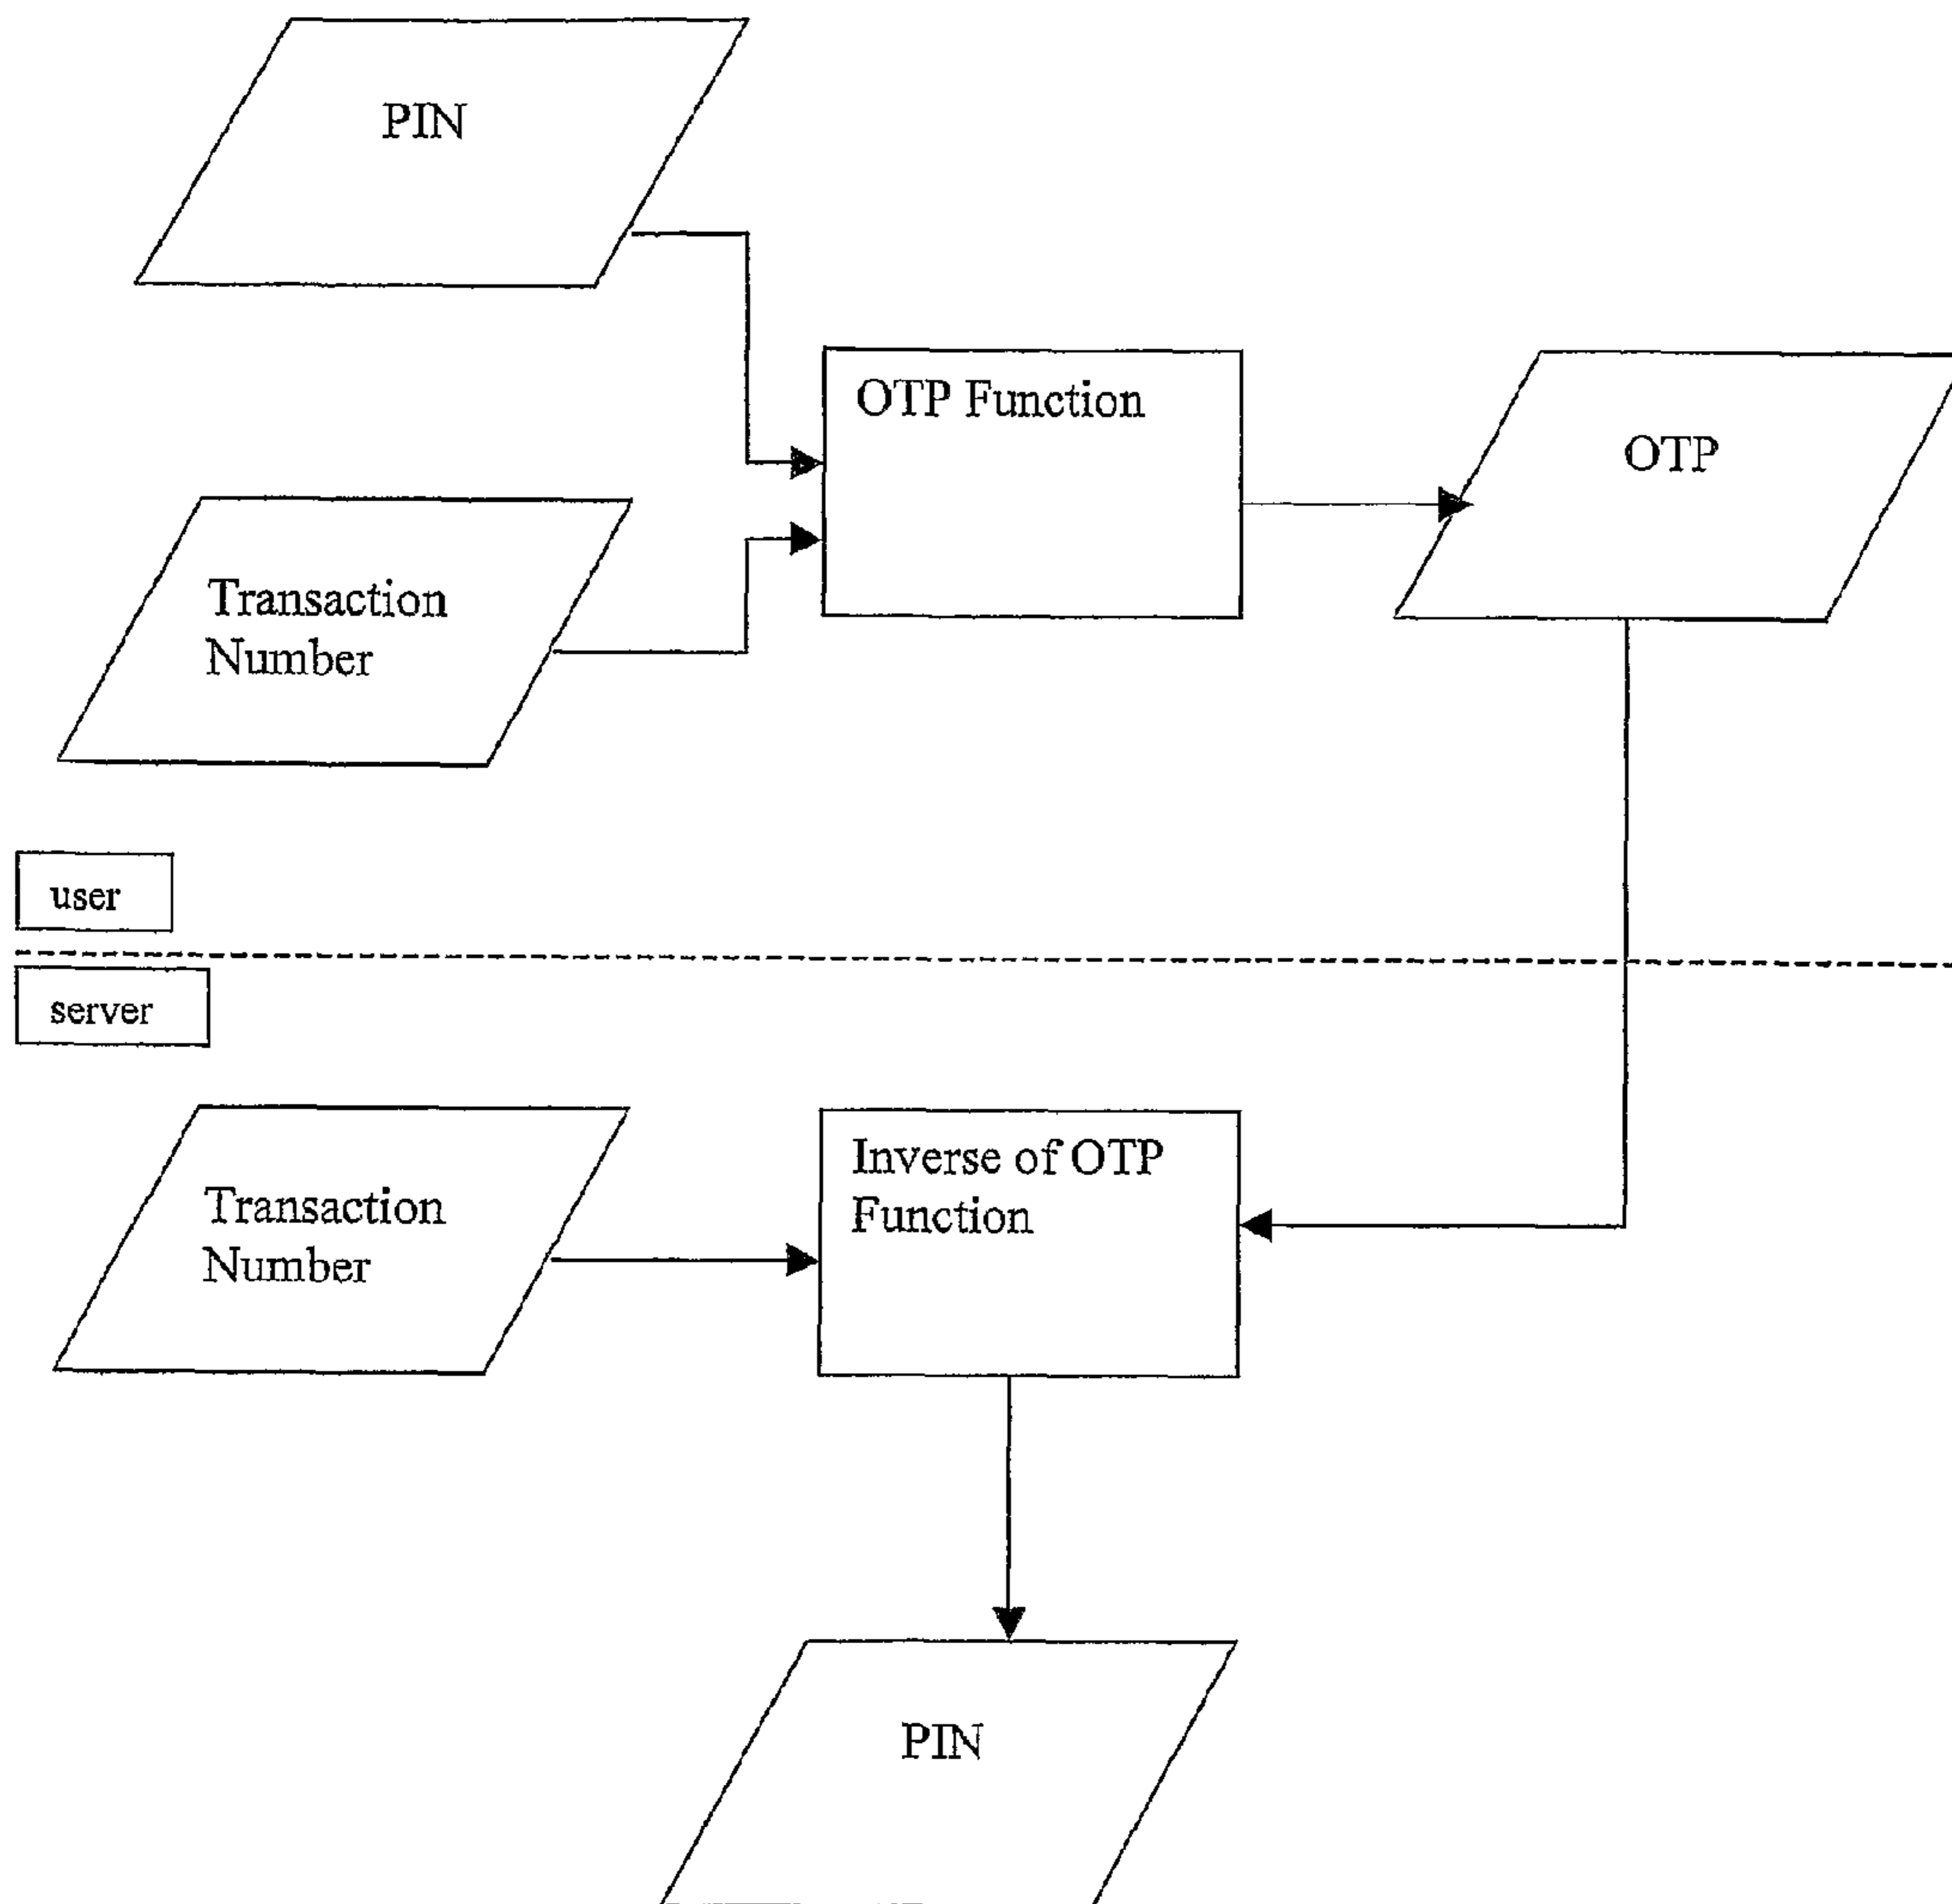 PIN
OTP Function
OTP
Transaction
Number
user
server
Transaction
Number
Inverse of OTP
Function
PIN